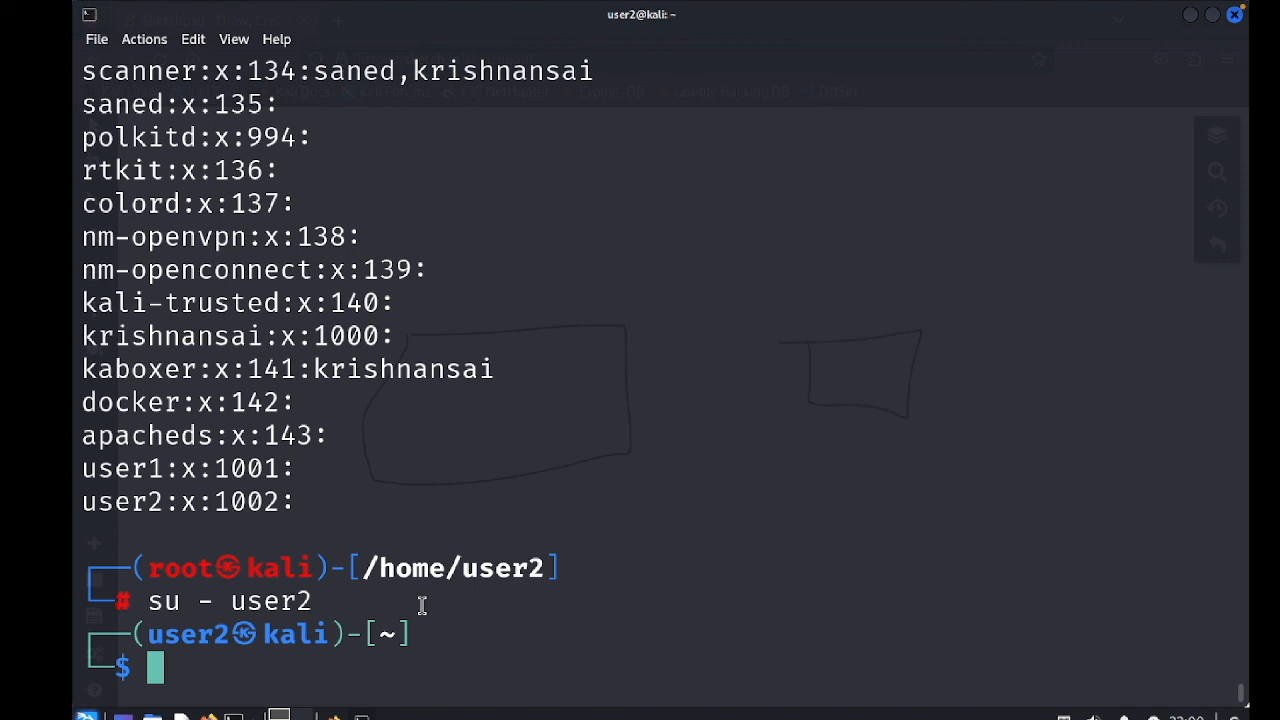 user2@kali: ~
File Actions Edit View Help
scanner:x:134:saned,krishnansai
saned:x:135:
polkitd:x:994:
rtkit:x:136:
colord:x:137:
nm-openvpn:x:138:
nm-openconnect:x:139:
kali-trusted:x:140:
krishnansai:x:1000:
kaboxer:x:141:krishnansai
docker:x:142:
apacheds:x:143:
user1:x:1001:
user2:x:1002:
(root㉿kali)-[/home/user2]
# su - user2
(user2㉿kali)-[~]
$